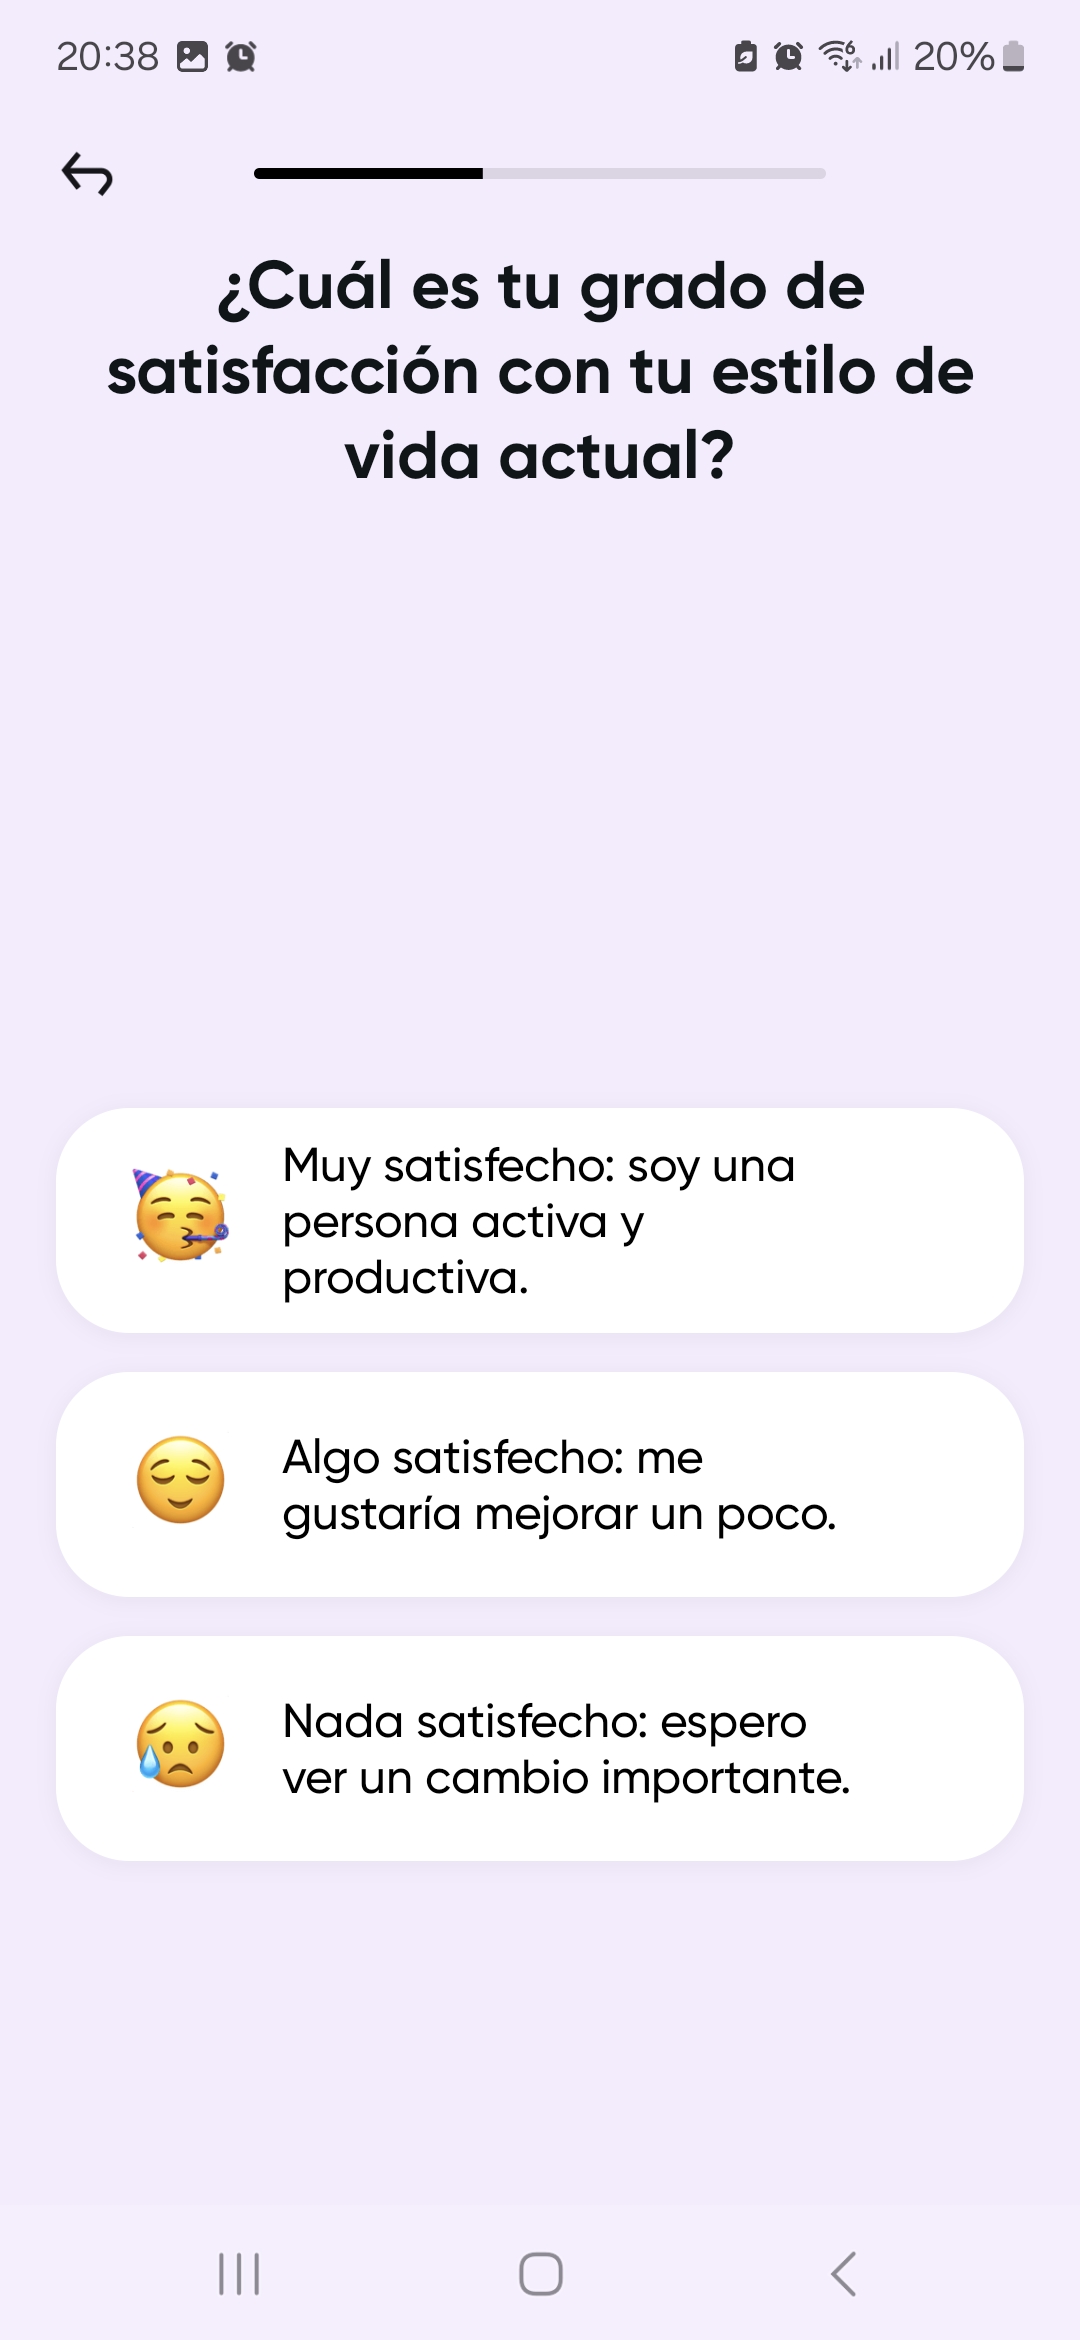 20:38
20%
¿Cuál es tu grado de
satisfacción con tu estilo de
vida actual?
Muy satisfecho: soy una
persona activa y
productiva.
Algo satisfecho: me
gustaría mejorar un poco.
Nada satisfecho: espero
ver un cambio importante.